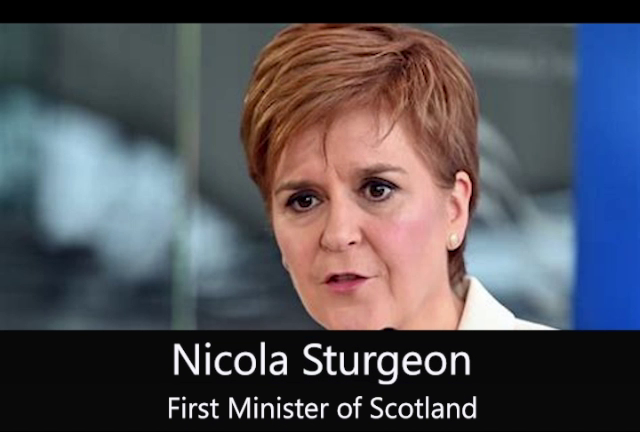 Nicola Sturgeon
First Minister of Scotland